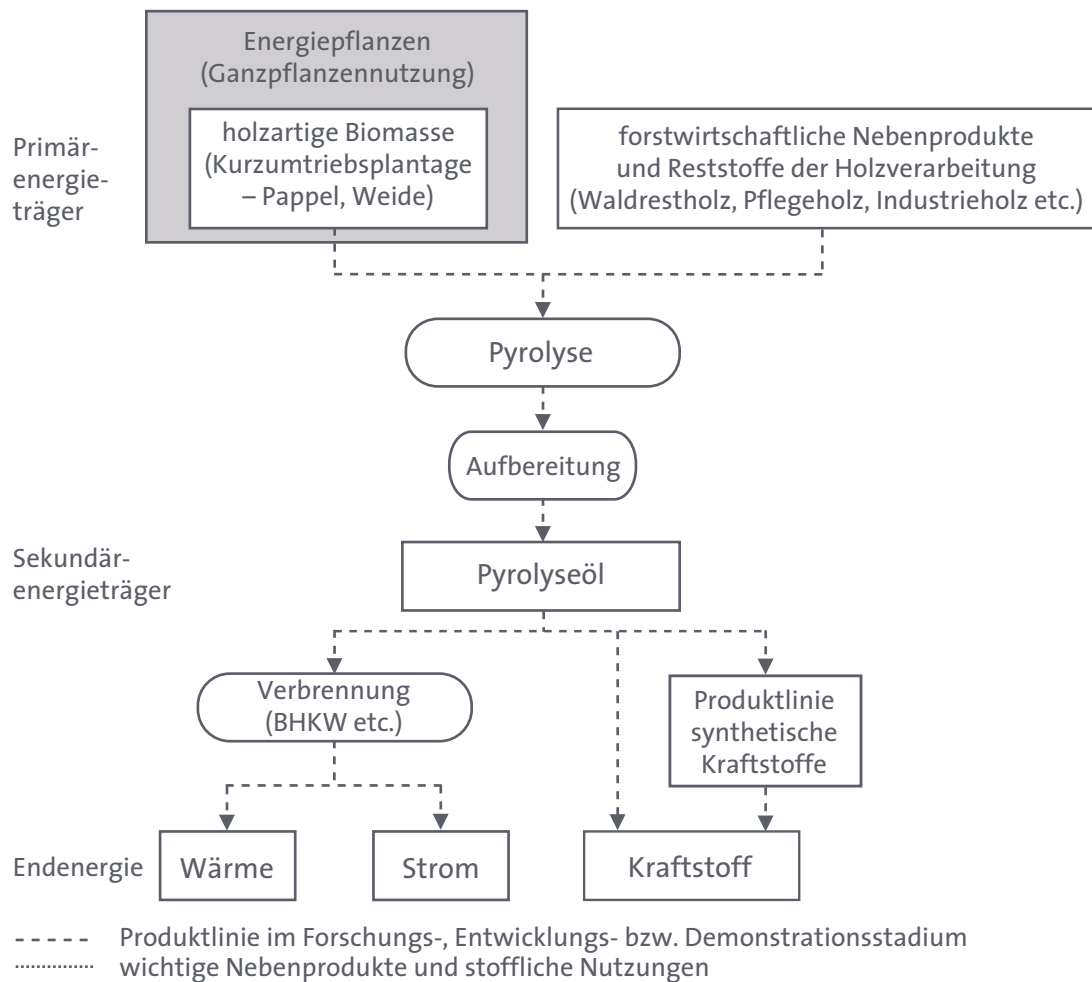 Energiepflanzen
(Ganzpflanzennutzung)
holzartige Biomasse
(Kurzumtriebsplantage
– Pappel, Weide)
forstwirtschaftliche Nebenprodukte
und Reststoffe der Holzverarbeitung
(Waldrestholz, Pflegeholz, Industrieholz etc.)
Primär-
energie-
träger
Pyrolyse
Aufbereitung
Sekundär-
energieträger
Pyrolyseöl
Verbrennung
(BHKW etc.)
Produktlinie
synthetische
Kraftstoffe
Endenergie
Wärme
Strom
Kraftstoff
Produktlinie im Forschungs-, Entwicklungs- bzw. Demonstrationsstadium
wichtige Nebenprodukte und stoffliche Nutzungen